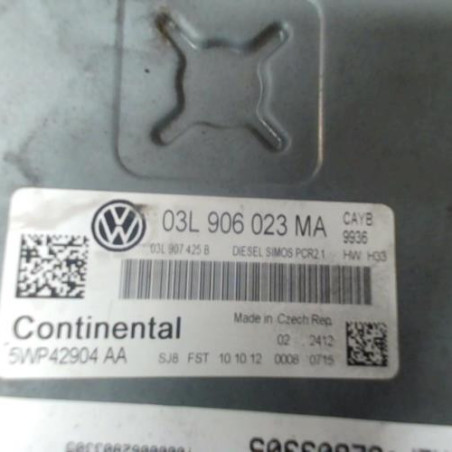 03L 906 023 MA CAYB
03L 907 425 B DIESEL SIMOS PCR2.1 9936 HW H33
Continental Made in Czech Rep.
02 2412
5WP42904 AA SJ8 FST 10.10.12 0008 0715